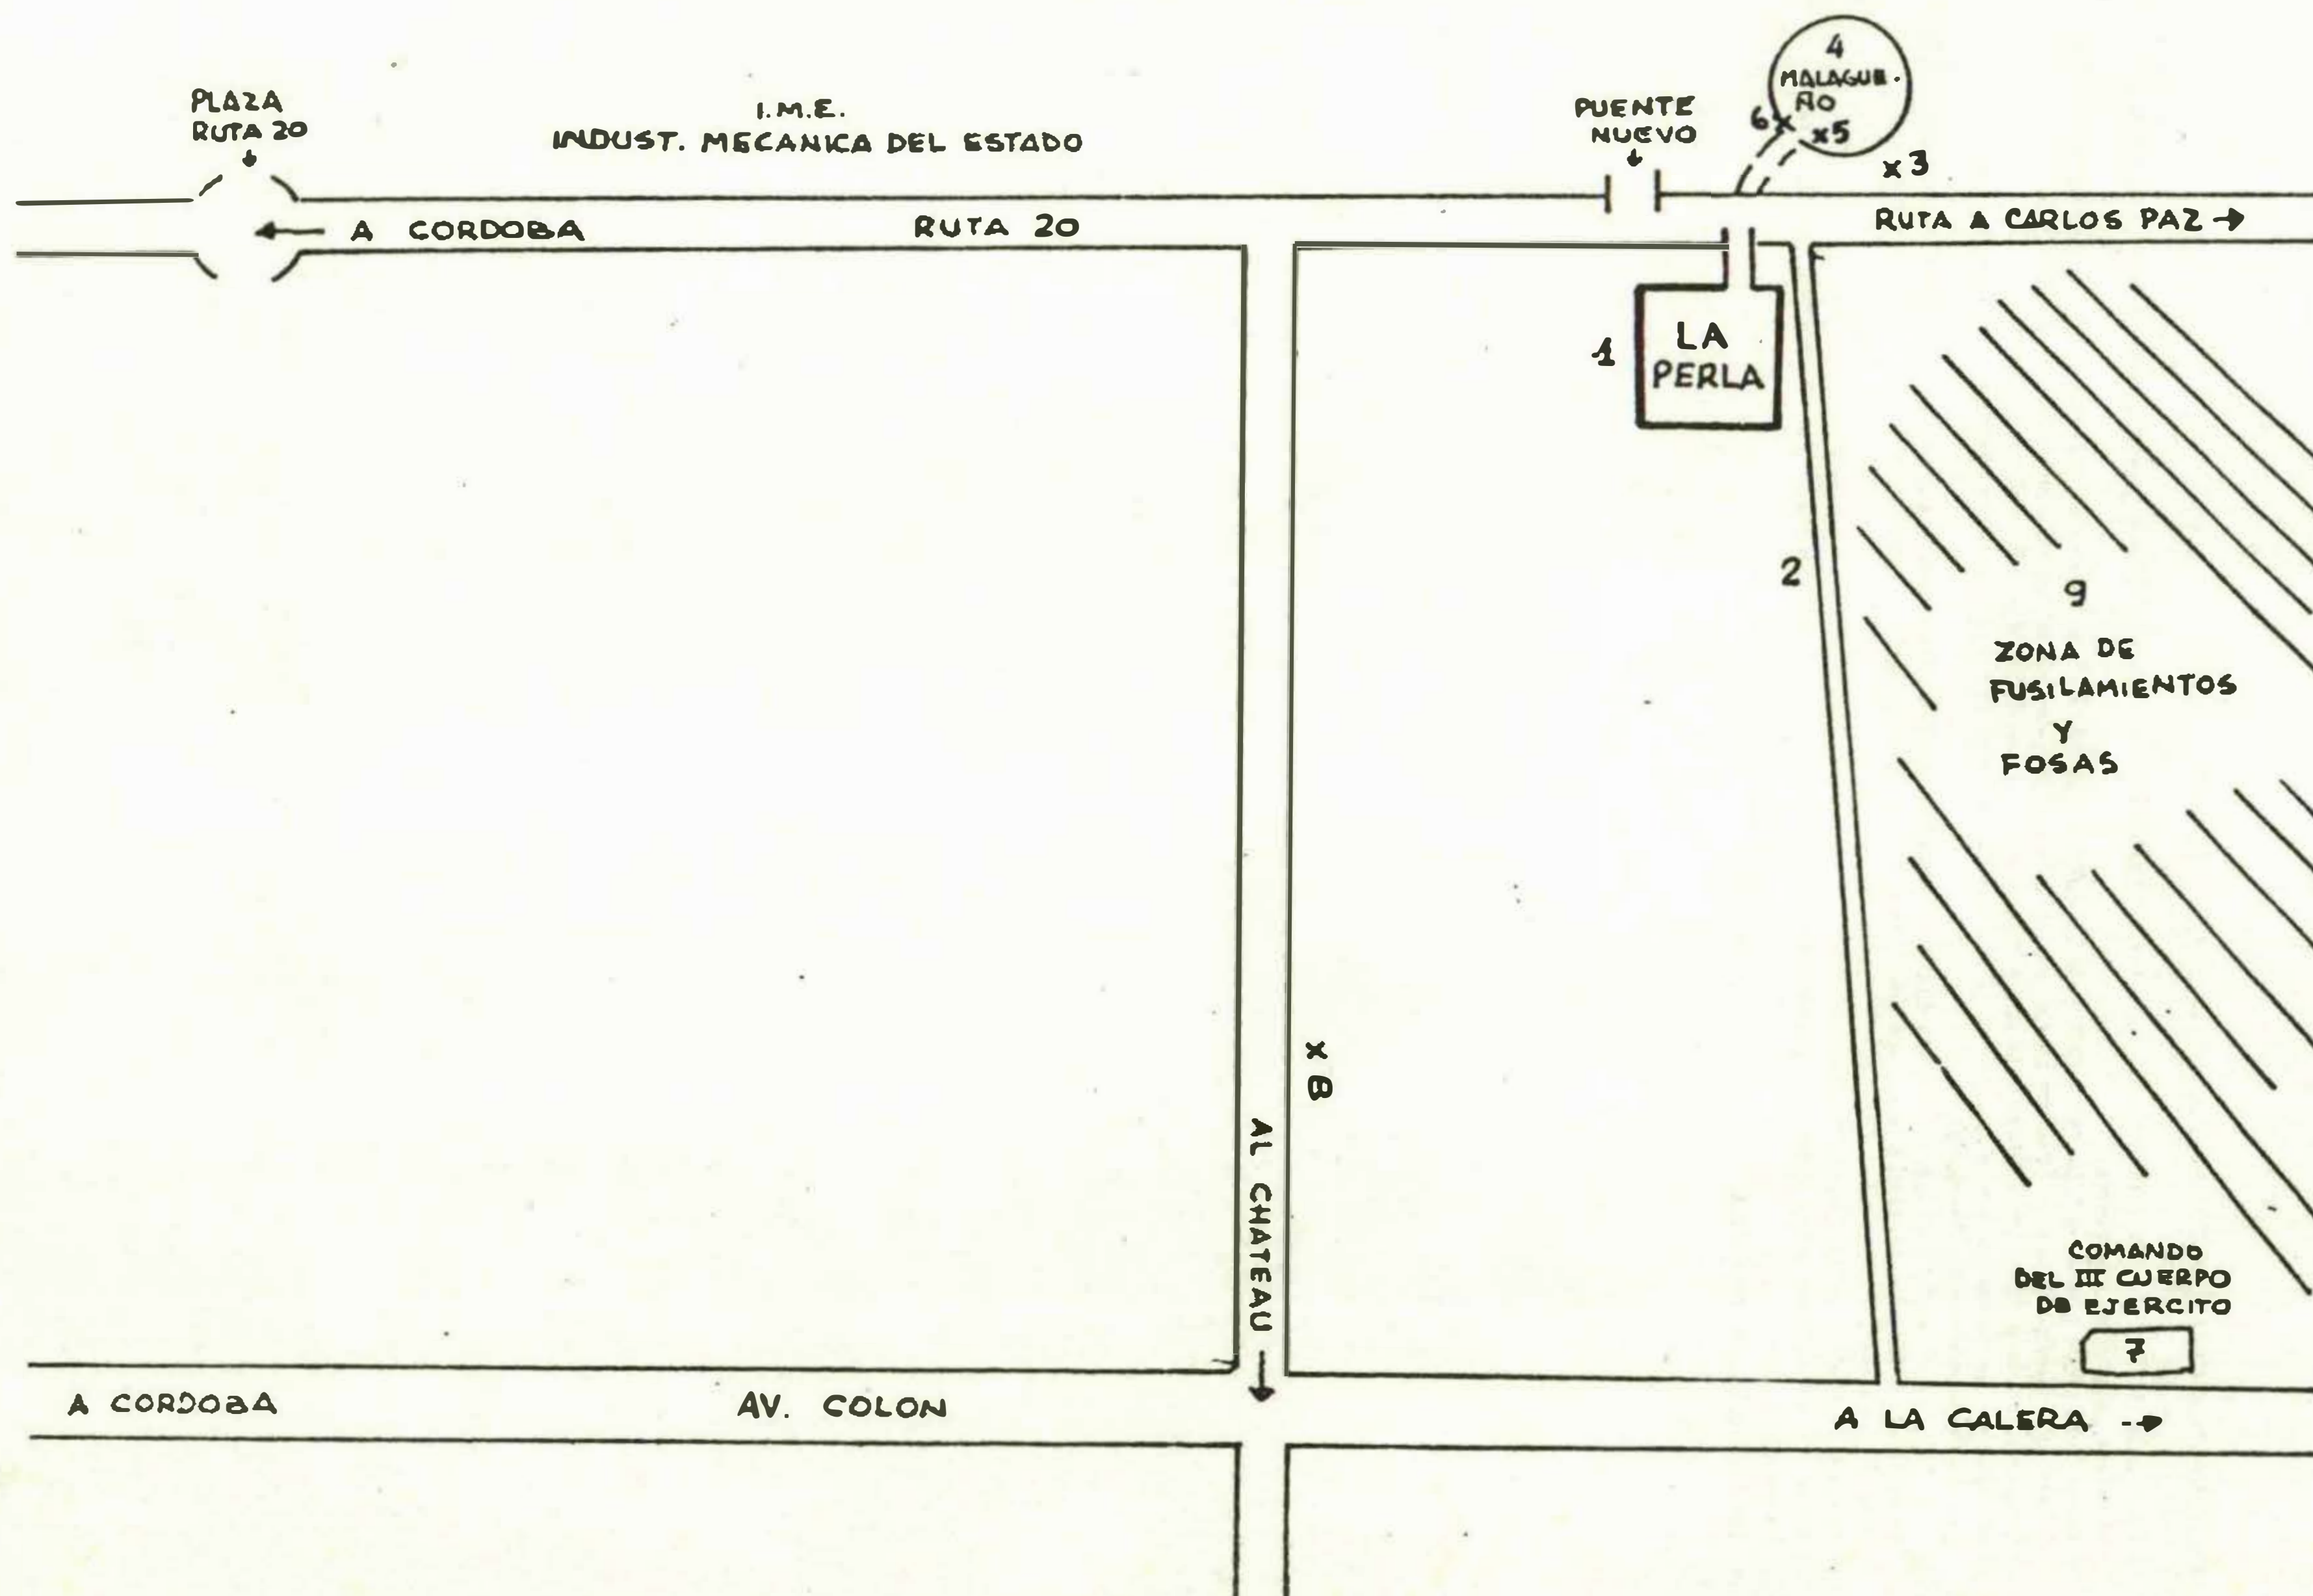 PLAZA
RUTA 20
I.M.E.
INDUST. MECANICA DEL ESTADO
PUENTE
NUEVO
4
MALAGUE-
ÑO
6x
x5
x3
A CORDOBA
RUTA 20
RUTA A CARLOS PAZ
1
LA
PERLA
2
9
ZONA DE
FUSILAMIENTOS
Y
FOSAS
x 8
AL CHATEAU
COMANDO
DEL III CUERPO
DE EJERCITO
7
A CORDOBA
AV. COLON
A LA CALERA